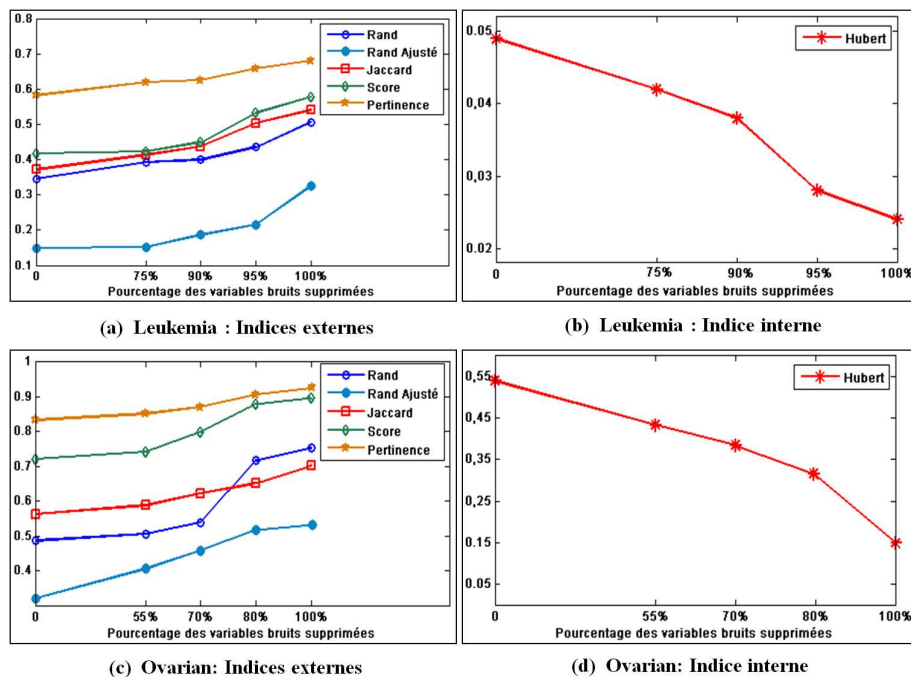 0.8
0.7
0.6
0.5
0.4
0.3
0.2
0.1
Rand
Rand Ajusté
Jaccard
Score
Pertinence
0 75% 90% 95% 100%
Pourcentage des variables bruits supprimées
(a) Leukemia : Indices externes
0.05
0,04
0,03
0.02
Hubert
0 75% 90% 95% 100%
Pourcentage des variables bruits supprimées
(b) Leukemia : Indice interne
1
0.9
0.8
0.7
0.6
0.5
0.4
0.3
Rand
Rand Ajusté
Jaccard
Score
Pertinence
0 55% 70% 80% 100%
Pourcentage des variables bruits supprimées
(c) Ovarian: Indices externes
0,55
0,45
0,35
0,25
0,15
0.05
Hubert
0 55% 70% 80% 100%
Pourcentage des variables bruits supprimées
(d) Ovarian: Indice interne